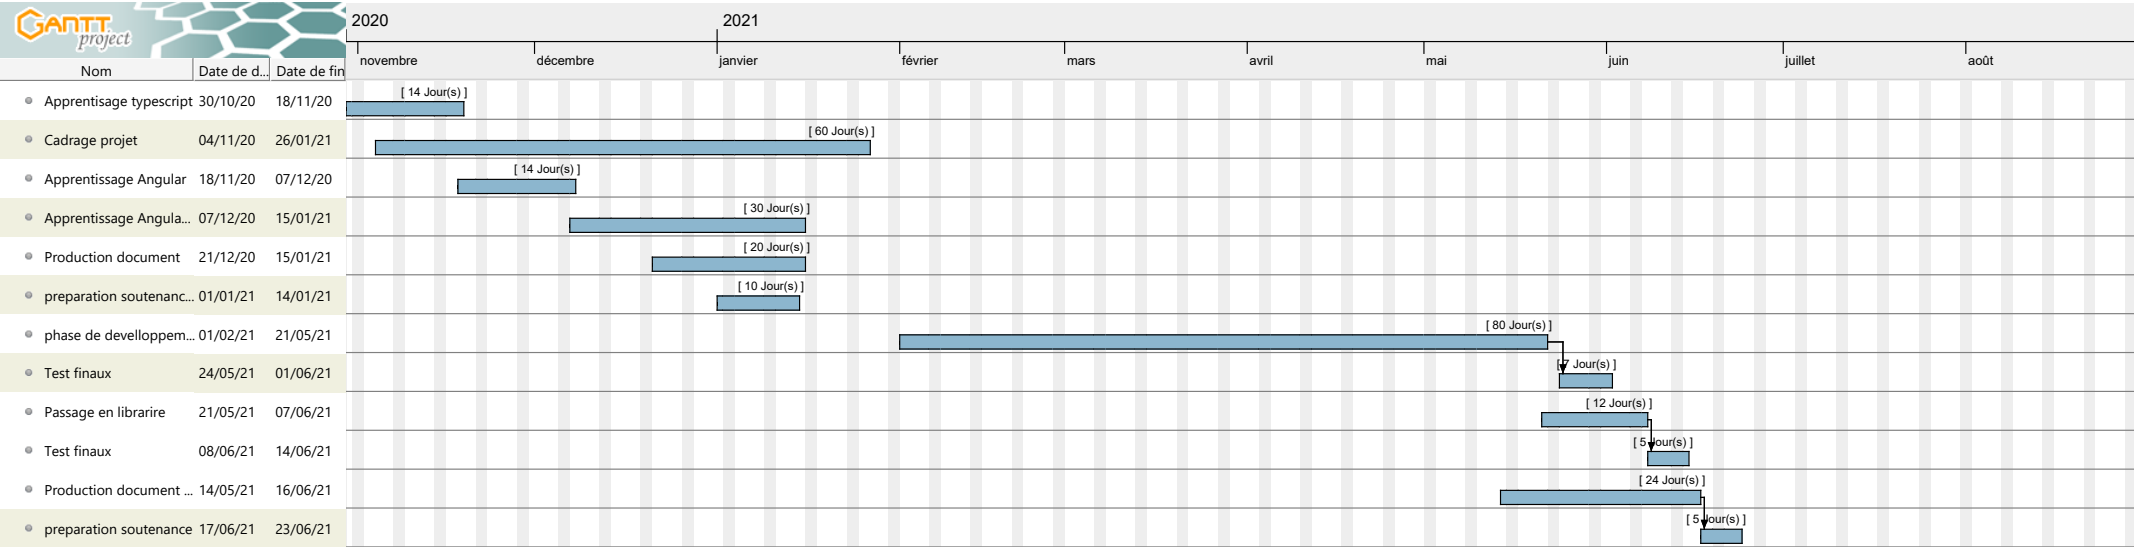 GANTT
project
2020
2021
novembre
décembre
janvier
février
mars
avril
mai
juin
juillet
août
Nom
Date de d...
Date de fin
Apprentisage typescript 30/10/20 18/11/20
[ 14 Jour(s) ]
Cadrage projet 04/11/20 26/01/21
[ 60 Jour(s) ]
Apprentissage Angular 18/11/20 07/12/20
[ 14 Jour(s) ]
Apprentissage Angula... 07/12/20 15/01/21
[ 30 Jour(s) ]
Production document 21/12/20 15/01/21
[ 20 Jour(s) ]
preparation soutenanc... 01/01/21 14/01/21
[ 10 Jour(s) ]
phase de develloppem... 01/02/21 21/05/21
[ 80 Jour(s) ]
Test finaux 24/05/21 01/06/21
[ 7 Jour(s) ]
Passage en librarire 21/05/21 07/06/21
[ 12 Jour(s) ]
Test finaux 08/06/21 14/06/21
[ 5 Jour(s) ]
Production document ... 14/05/21 16/06/21
[ 24 Jour(s) ]
preparation soutenance 17/06/21 23/06/21
[ 5 Jour(s) ]